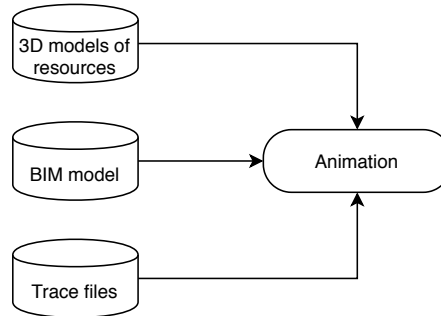 3D models of
resources
BIM model
Animation
Trace files